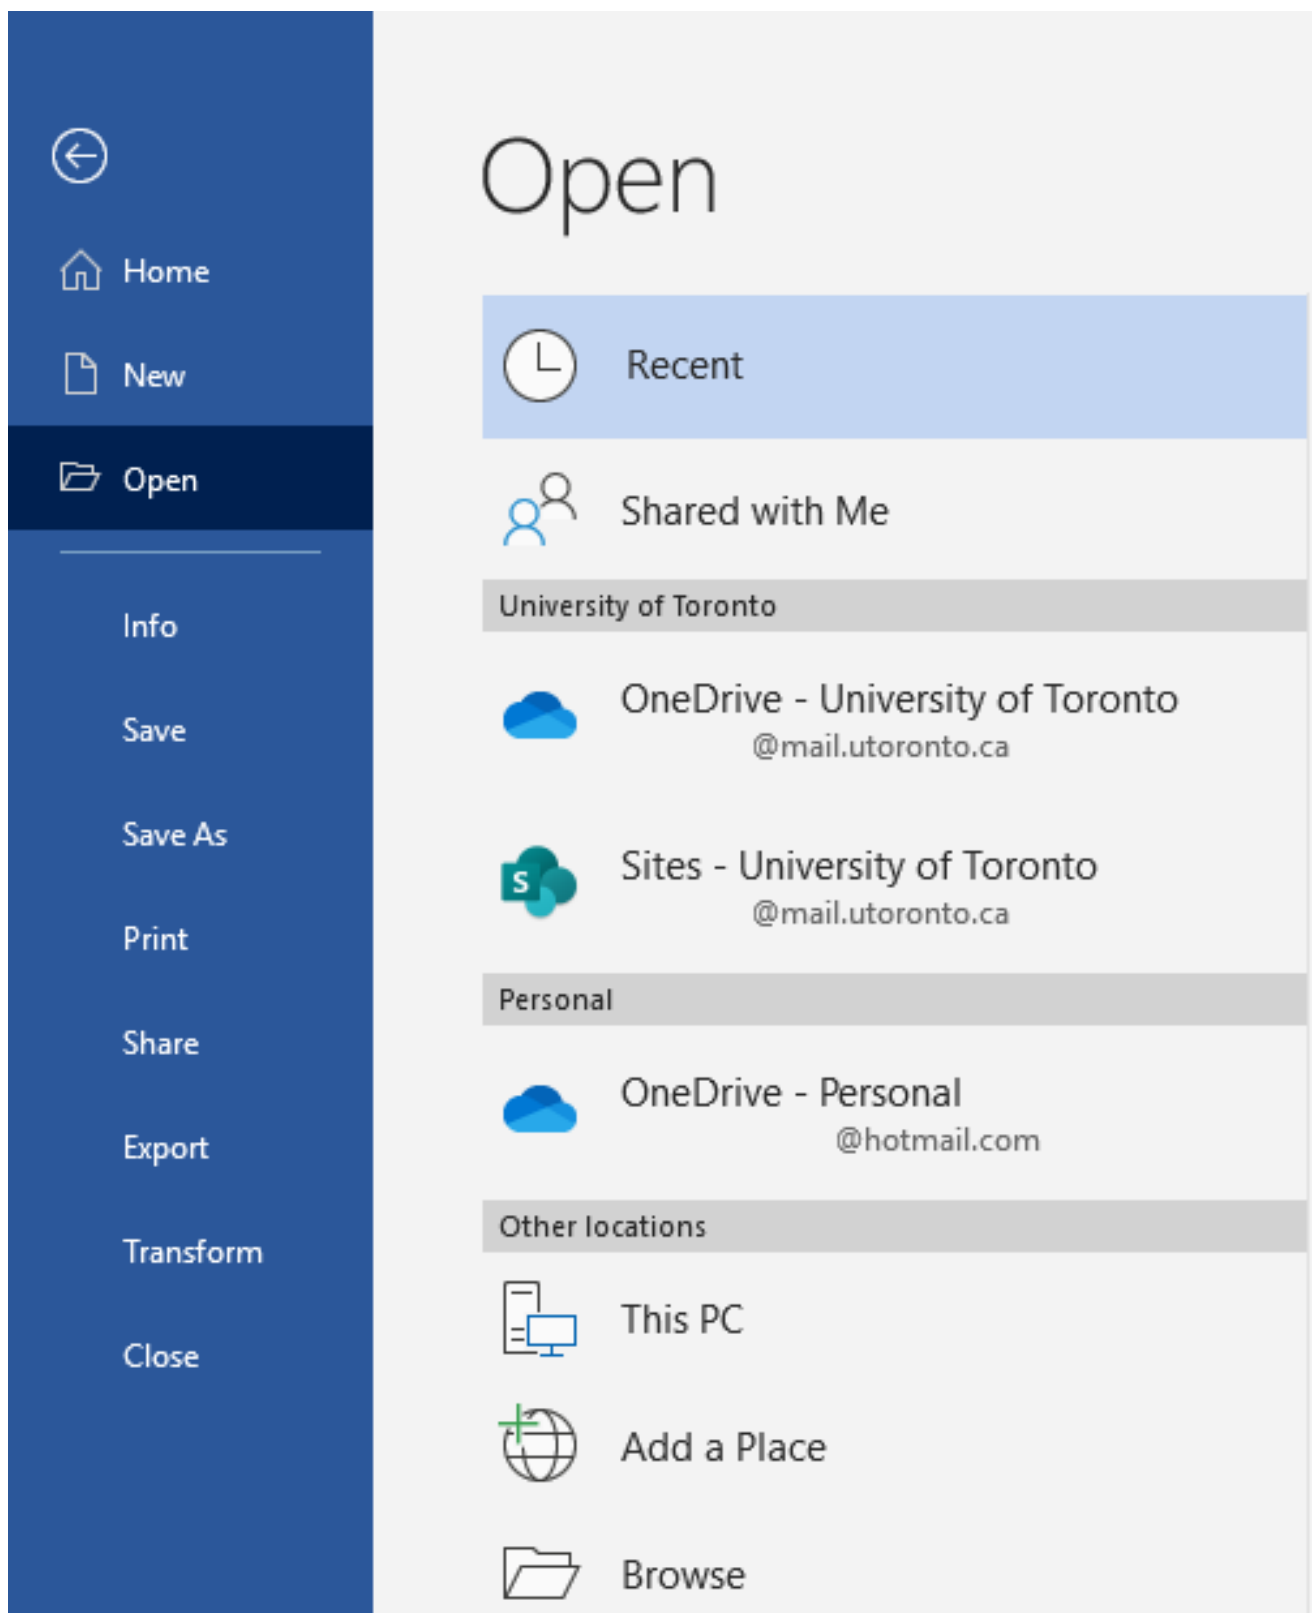 Home
New
Open
Info
Save
Save As
Print
Share
Export
Transform
Close
Open
Recent
Shared with Me
University of Toronto
OneDrive - University of Toronto
@mail.utoronto.ca
S
Sites - University of Toronto
@mail.utoronto.ca
Personal
OneDrive - Personal
@hotmail.com
Other locations
This PC
Add a Place
Browse